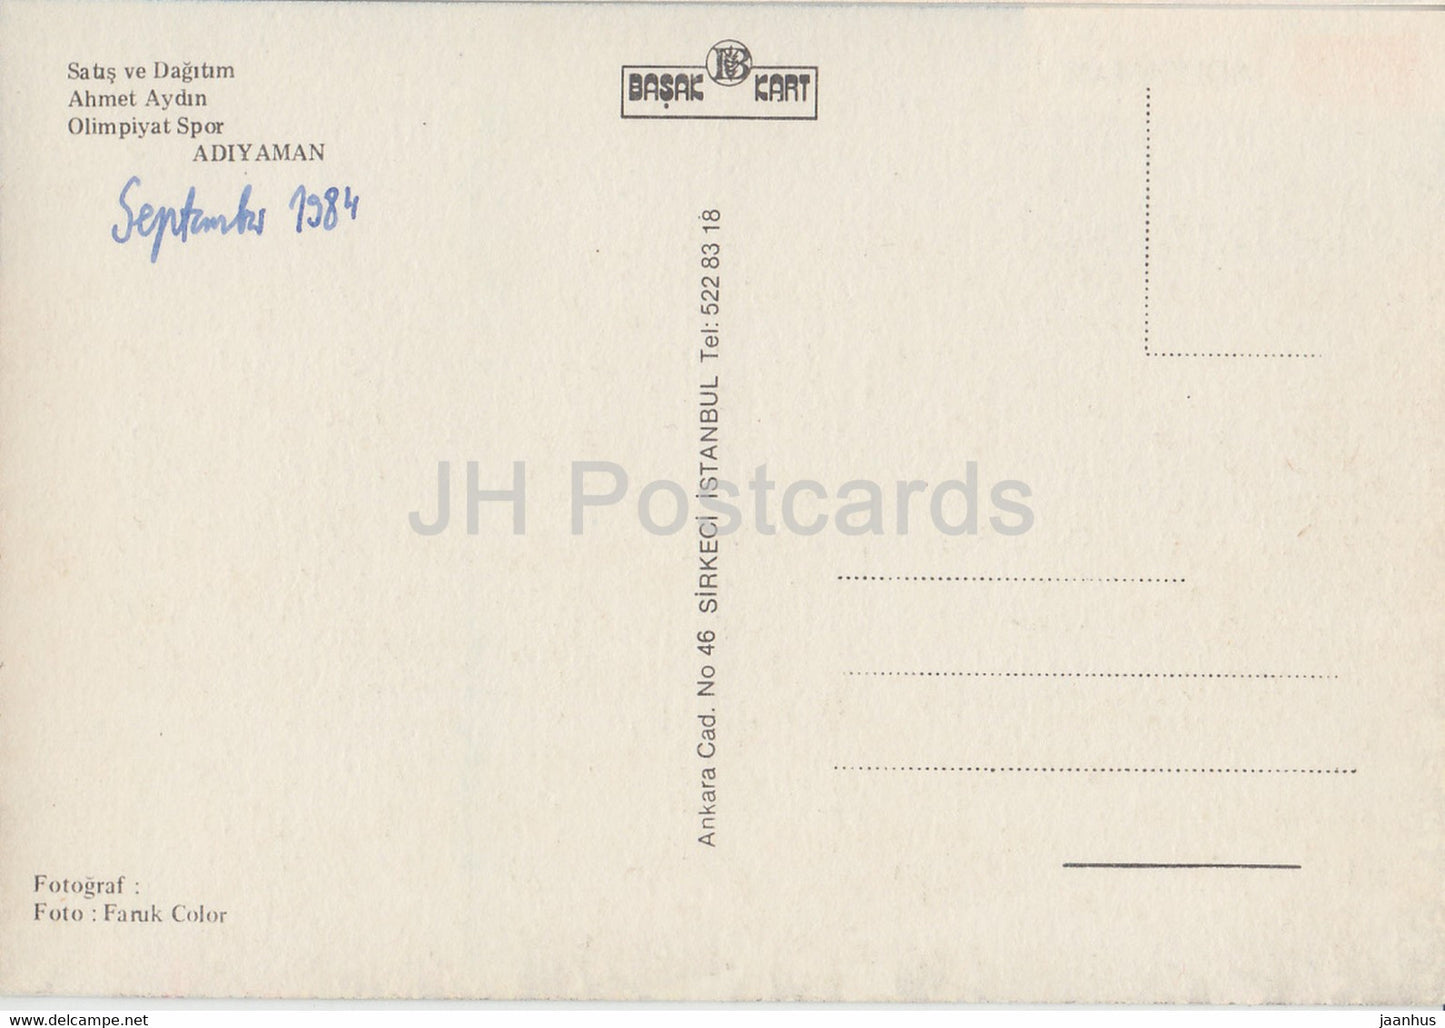 Satış ve Dağıtım
Ahmet Aydın
Olimpiyat Spor
ADIYAMAN
September 1984
BAŞAK B KART
Ankara Cad. No 46 SİRKECİ İSTANBUL Tel: 522 83 18
JH Postcards
Fotoğraf :
Foto : Faruk Color
www.delcampe.net
jaanhus